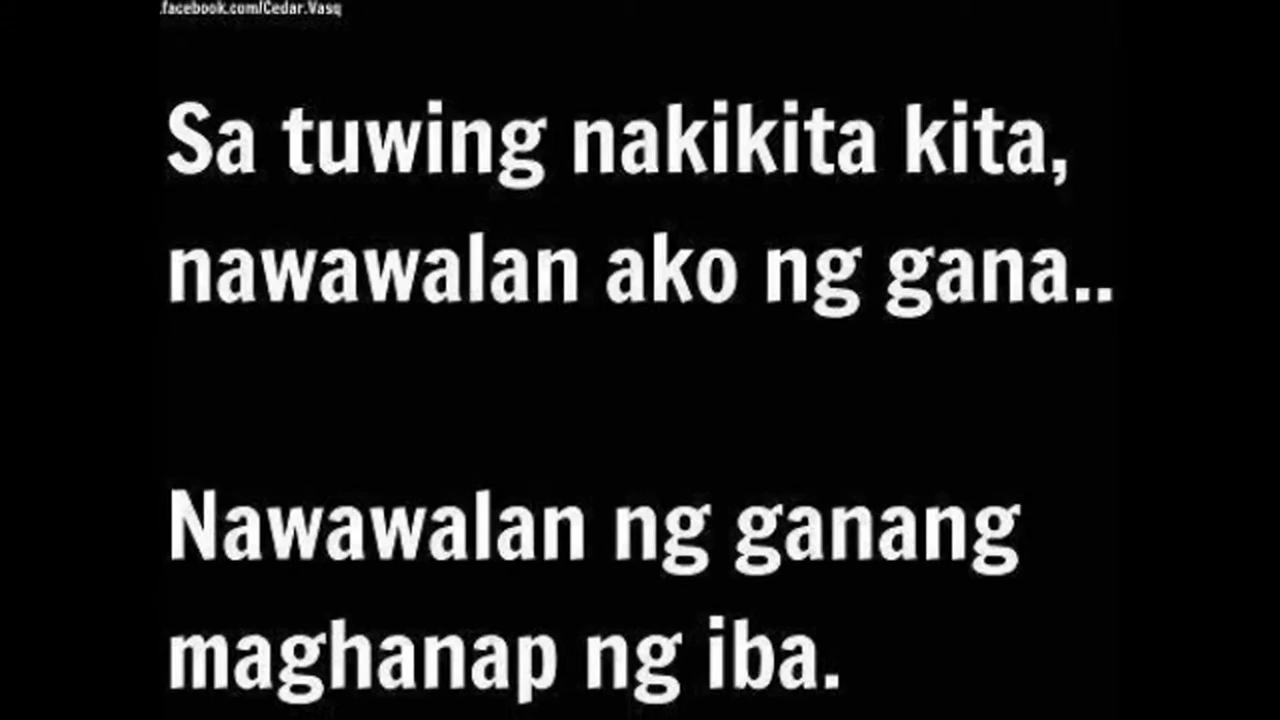 .facebook.com/Cedar.Vasq
Sa tuwing nakikita kita,
nawawalan ako ng gana..
Nawawalan ng ganang
maghanap ng iba.